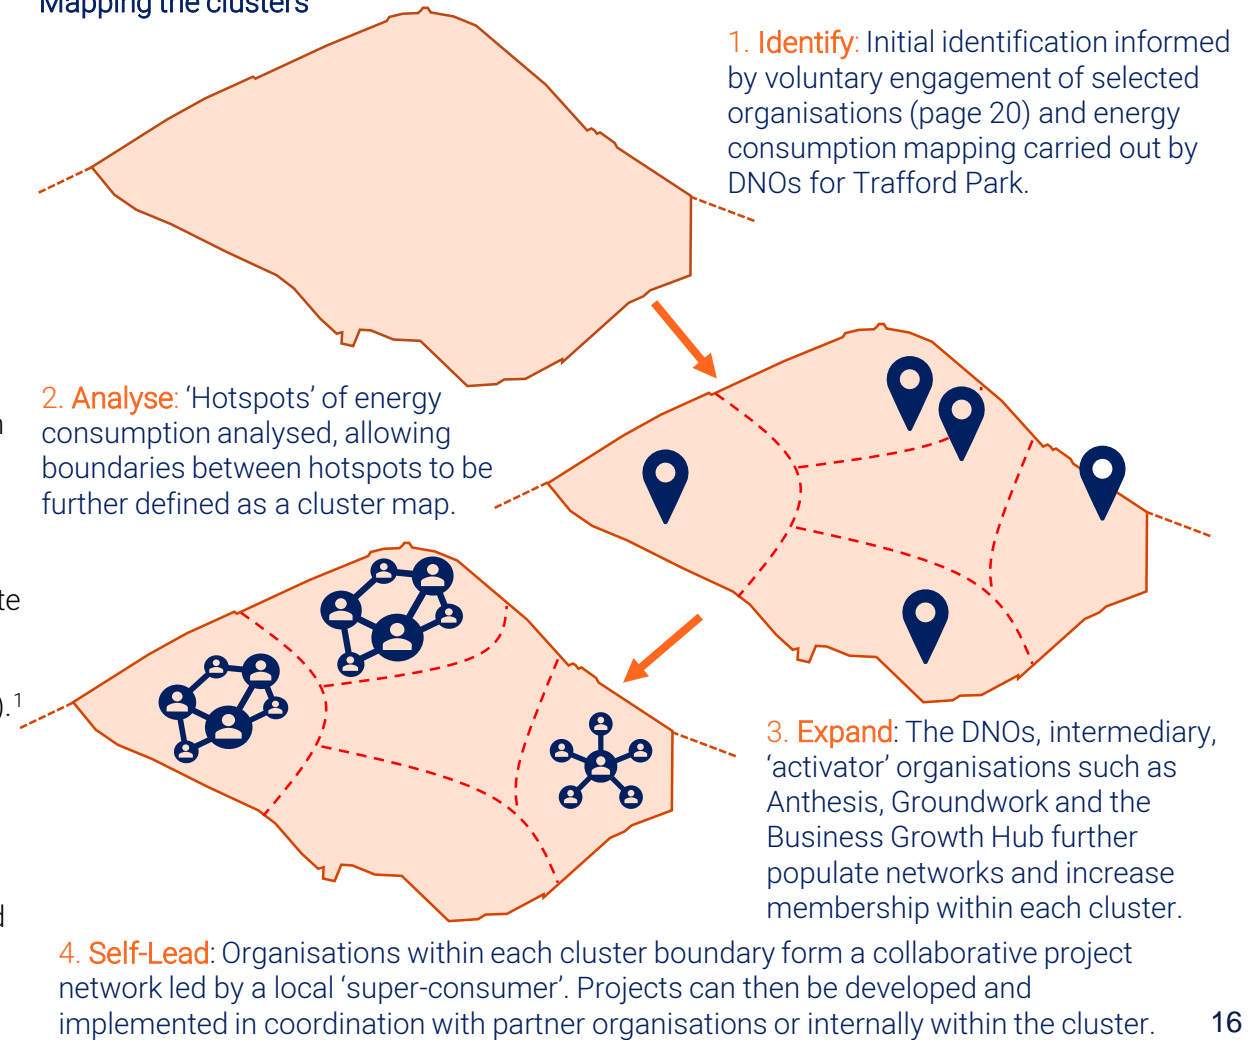 Mapping the clusters
1. Identify: Initial identification informed
by voluntary engagement of selected
organisations (page 20) and energy
consumption mapping carried out by
DNOs for Trafford Park.
2. Analyse: ‘Hotspots’ of energy
consumption analysed, allowing
boundaries between hotspots to be
further defined as a cluster map.
).1
3. Expand: The DNOs, intermediary,
‘activator’ organisations such as
Anthesis, Groundwork and the
Business Growth Hub further
populate networks and increase
membership within each cluster.
4. Self-Lead: Organisations within each cluster boundary form a collaborative project
network led by a local ‘super-consumer’. Projects can then be developed and
implemented in coordination with partner organisations or internally within the cluster.
16